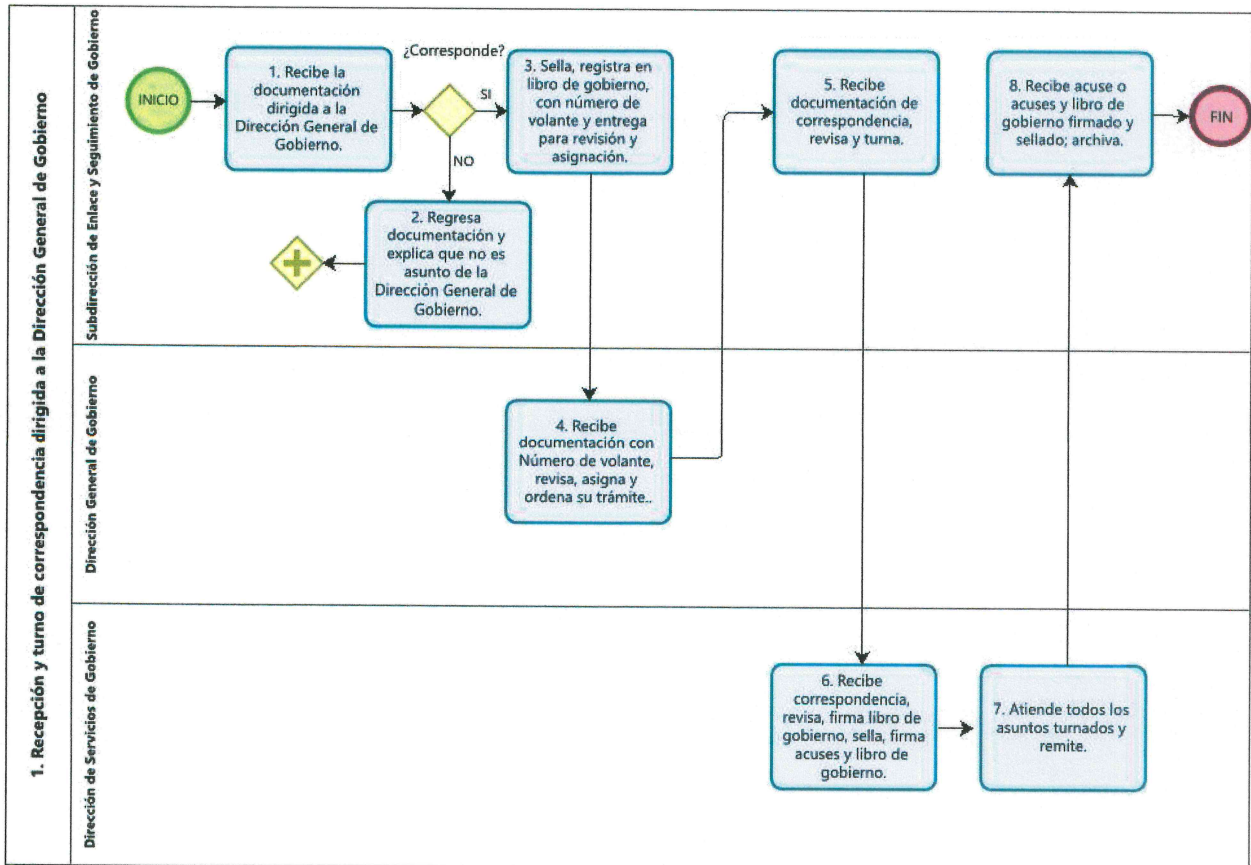 1. Recepción y turno de correspondencia dirigida a la Dirección General de Gobierno
Subdirección de Enlace y Seguimiento de Gobierno
INICIO
1. Recibe la
documentación
dirigida a la
Dirección General de
Gobierno.
¿Corresponde?
SI
NO
2. Regresa
documentación y
explica que no es
asunto de la
Dirección General de
Gobierno.
3. Sella, registra en
libro de gobierno,
con número de
volante y entrega
para revisión y
asignación.
5. Recibe
documentación de
correspondencia,
revisa y turna.
8. Recibe acuse o
acuses y libro de
gobierno firmado y
sellado; archiva.
FIN
Dirección General de Gobierno
4. Recibe
documentación con
Número de volante,
revisa, asigna y
ordena su trámite..
Dirección de Servicios de Gobierno
6. Recibe
correspondencia,
revisa, firma libro de
gobierno, sella, firma
acuses y libro de
gobierno.
7. Atiende todos los
asuntos turnados y
remite.